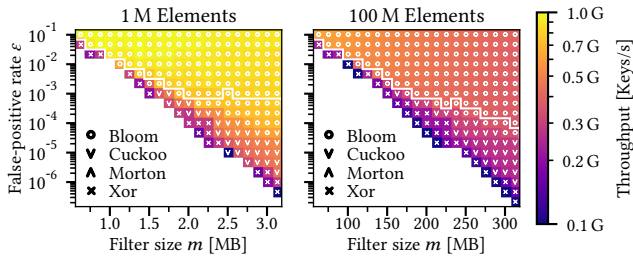 1 M Elements
100 M Elements
False-positive rate ε
10⁻¹
10⁻²
10⁻³
10⁻⁴
10⁻⁵
10⁻⁶
Bloom
Cuckoo
Morton
Xor
1.0 1.5 2.0 2.5 3.0
Filter size m [MB]
Bloom
Cuckoo
Morton
Xor
100 150 200 250 300
Filter size m [MB]
1.0 G
0.7 G
0.5 G
0.3 G
0.2 G
0.1 G
Throughput [Keys/s]